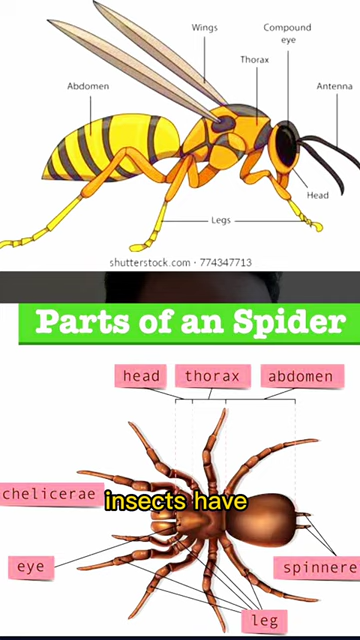 Wings
Compound
eye
Thorax
Abdomen
Antenna
Head
Legs
shutterstock.com · 774347713
Parts of an Spider
head thorax abdomen
chelicerae
insects have
eye
spinnere
leg